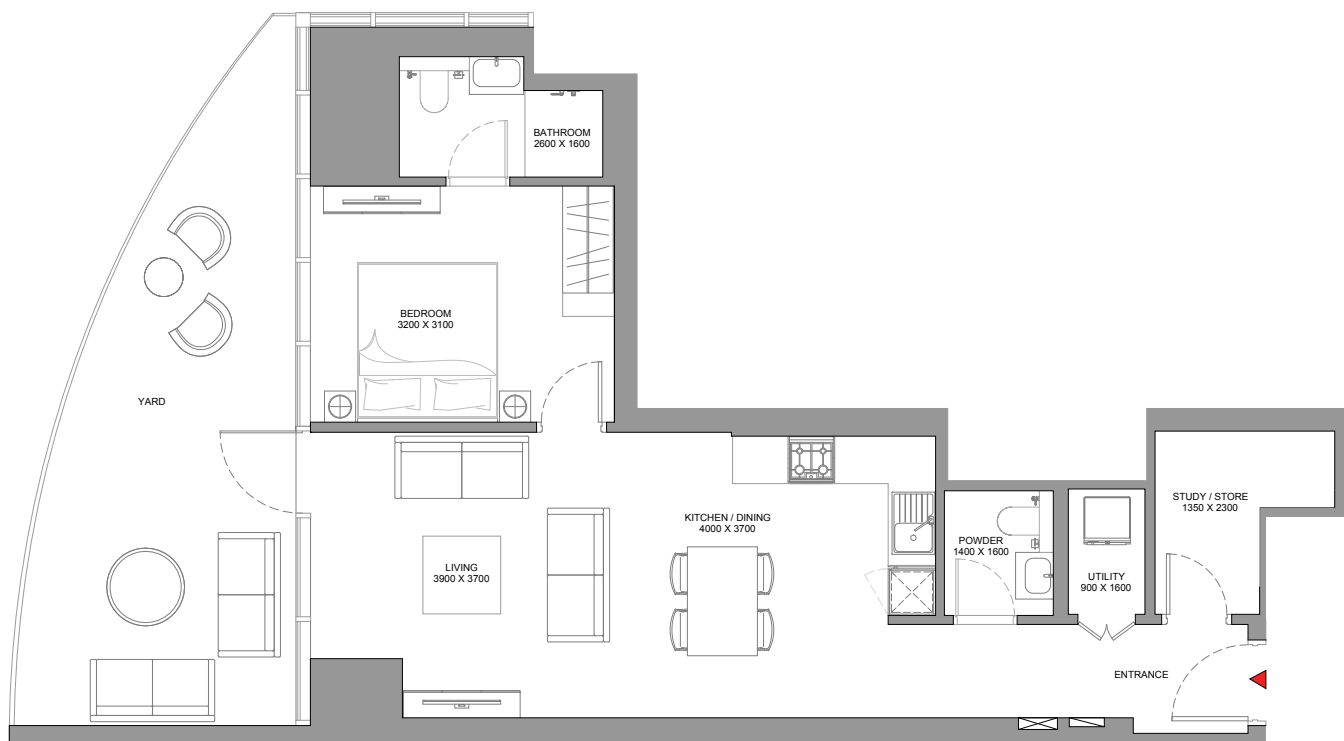 BATHROOM
2600 X 1600
BEDROOM
3200 X 3100
YARD
STUDY / STORE
1350 X 2300
KITCHEN / DINING
4000 X 3700
POWDER
1400 X 1600
LIVING
3900 X 3700
UTILITY
900 X 1600
ENTRANCE